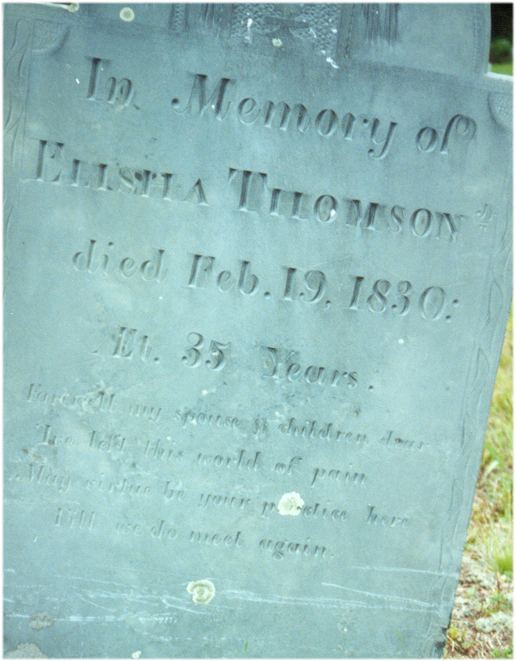 In Memory of
ELISHA THOMSON
died Feb. 19, 1830:
Æt. 35 Years.
Farewell my spouse & children dear
I've left this world of pain
May virtue be your practise here
Till we do meet again.